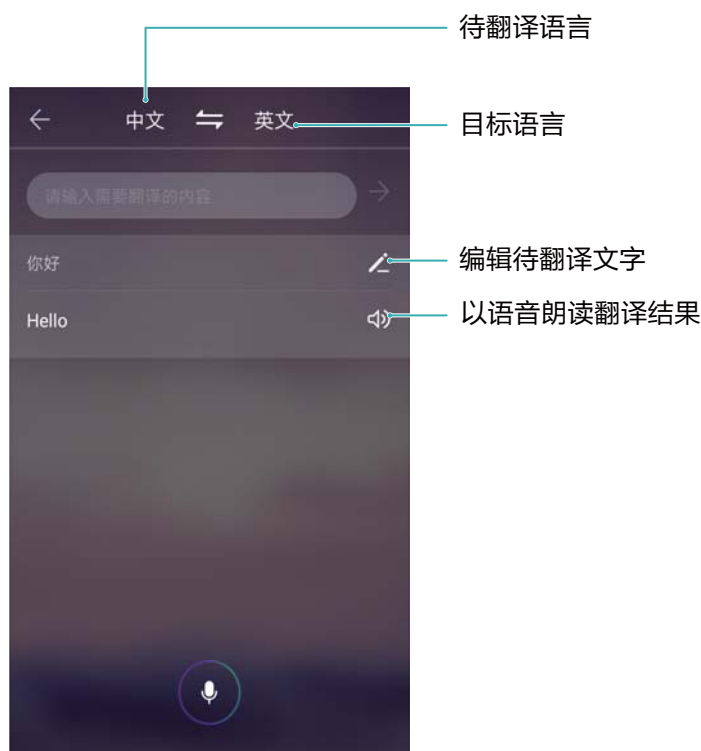 待翻译语言
中文 英文
目标语言
请输入需要翻译的内容
你好
编辑待翻译文字
Hello
以语音朗读翻译结果